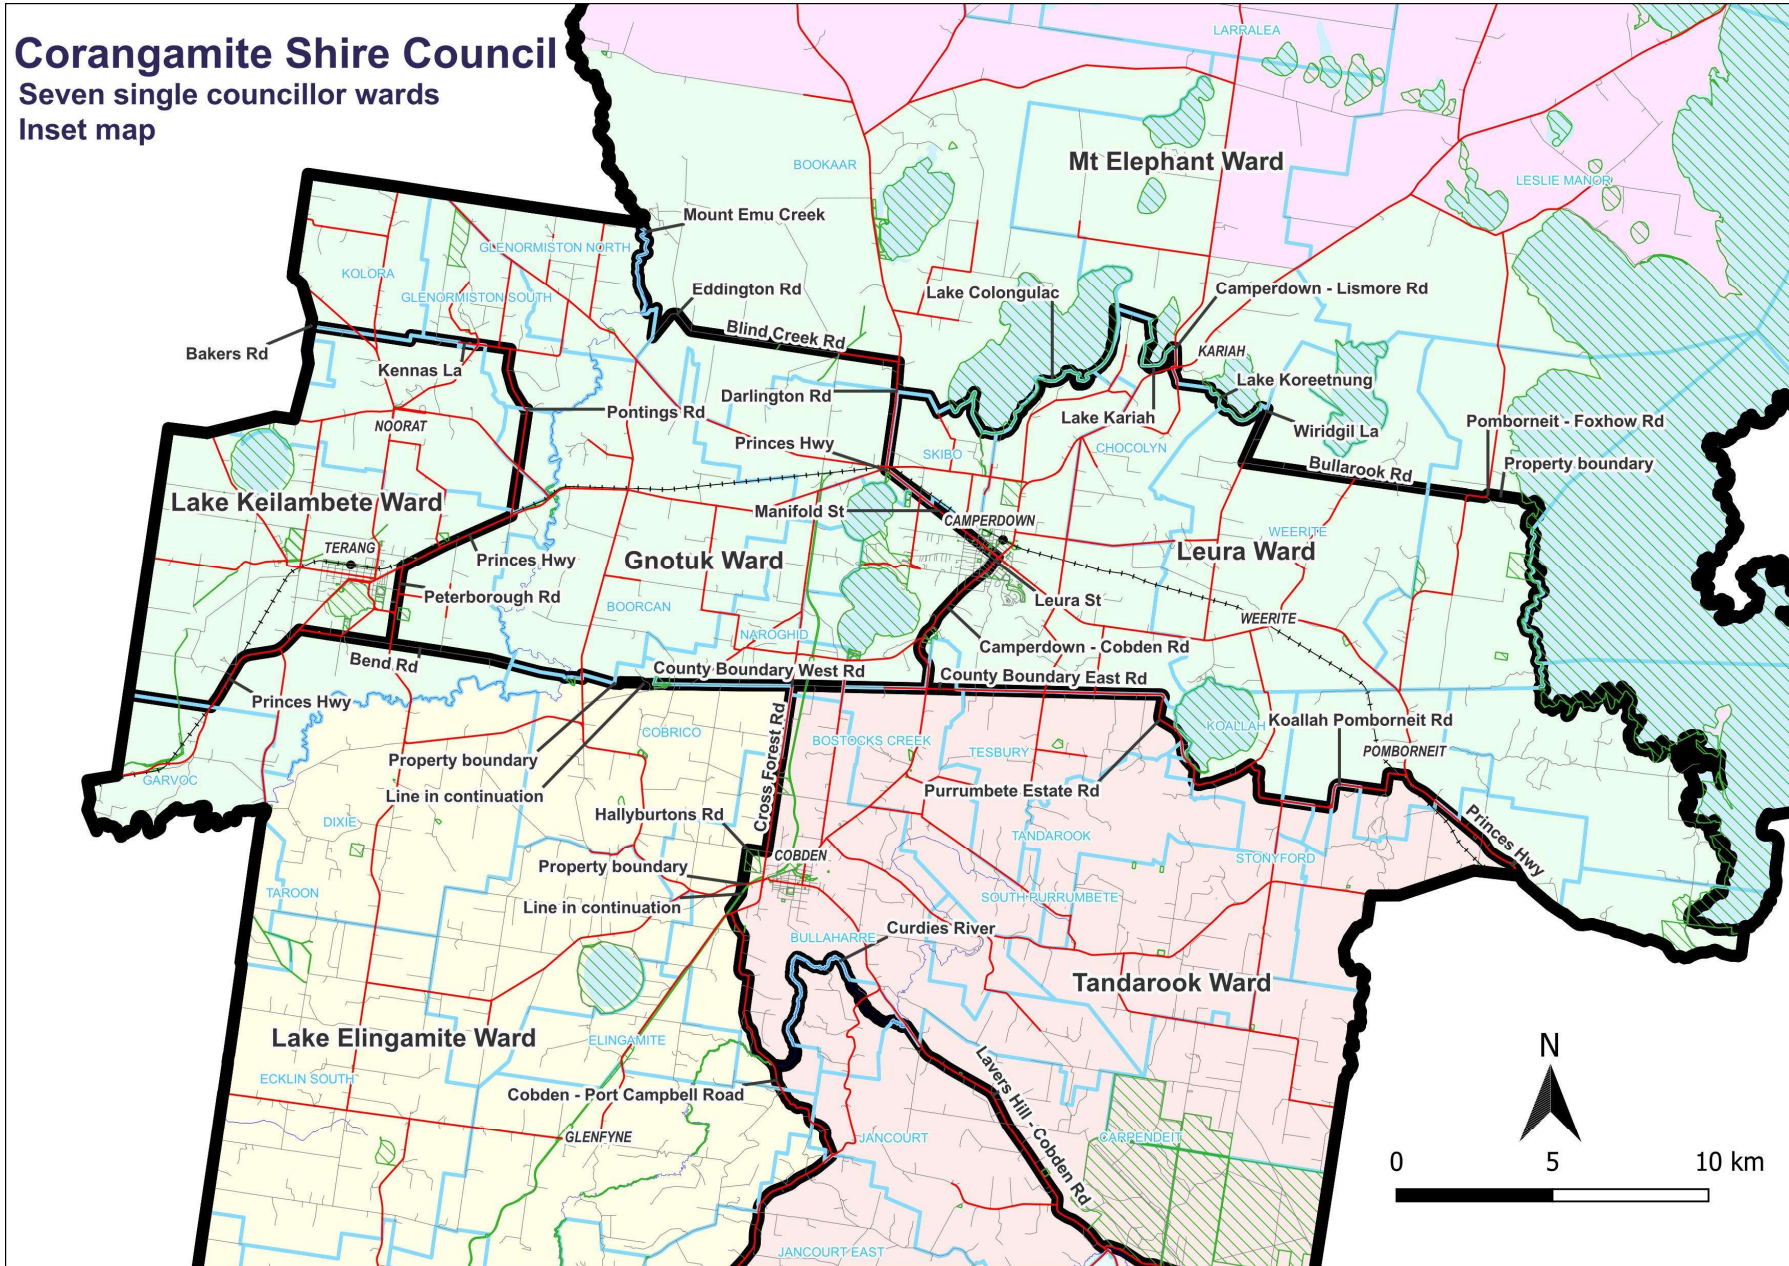 Corangamite Shire Council
Seven single councillor wards
Inset map
LARRALEA
BOOKAAR
Mt Elephant Ward
LESLIE MANOR
Mount Emu Creek
GLENORMISTON NORTH
KOLORA
GLENORMISTON SOUTH
Eddington Rd
Lake Colongulac
Camperdown - Lismore Rd
Blind Creek Rd
Bakers Rd
Kennas La
KARIAH
Lake Koreetnung
Darlington Rd
Pontings Rd
Lake Kariah
NOORAT
Wiridgil La
Pomborneit - Foxhow Rd
Princes Hwy
SKIBO
CHOCOLYN
Bullarook Rd
Property boundary
Lake Keilambete Ward
Manifold St
CAMPERDOWN
WEERITE
TERANG
Princes Hwy
Gnotuk Ward
Leura Ward
Peterborough Rd
BOORCAN
Leura St
WEERITE
NAROGHID
Camperdown - Cobden Rd
Bend Rd
County Boundary West Rd
County Boundary East Rd
Princes Hwy
Cross Forest Rd
COBRICO
BOSTOCKS CREEK
TESBURY
KOALLAH
Koallah Pomborneit Rd
POMBORNEIT
GARVOC
Property boundary
Line in continuation
Purrumbete Estate Rd
Hallyburtons Rd
DIXIE
TANDAROOK
Princes Hwy
COBDEN
STONYFORD
Property boundary
TAROON
SOUTH PURRUMBETE
Line in continuation
BULLAHARRE
Curdies River
Tandarook Ward
Lake Elingamite Ward
ELINGAMITE
N
ECKLIN SOUTH
Cobden - Port Campbell Road
Lavers Hill - Cobden Rd
GLENFYNE
JANCOURT
CARPENDEIT
0 5 10 km
JANCOURT EAST